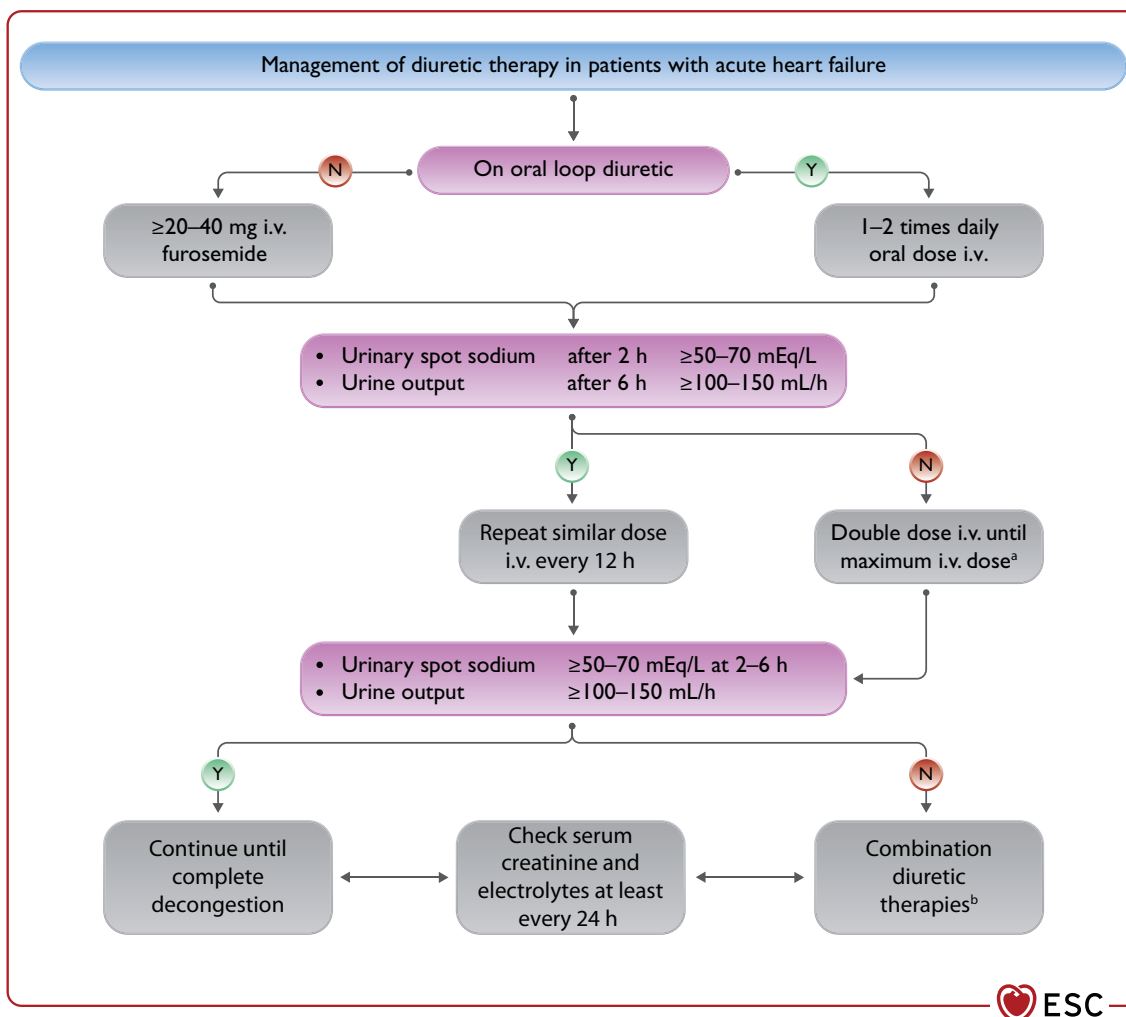 Management of diuretic therapy in patients with acute heart failure
N
On oral loop diuretic
Y
≥20–40 mg i.v.
furosemide
1–2 times daily
oral dose i.v.
• Urinary spot sodium after 2 h ≥50–70 mEq/L
• Urine output after 6 h ≥100–150 mL/h
Y
N
Repeat similar dose
i.v. every 12 h
Double dose i.v. until
maximum i.v. doseᵃ
• Urinary spot sodium ≥50–70 mEq/L at 2–6 h
• Urine output ≥100–150 mL/h
Y
N
Continue until
complete
decongestion
Check serum
creatinine and
electrolytes at least
every 24 h
Combination
diuretic
therapiesᵇ
ESC